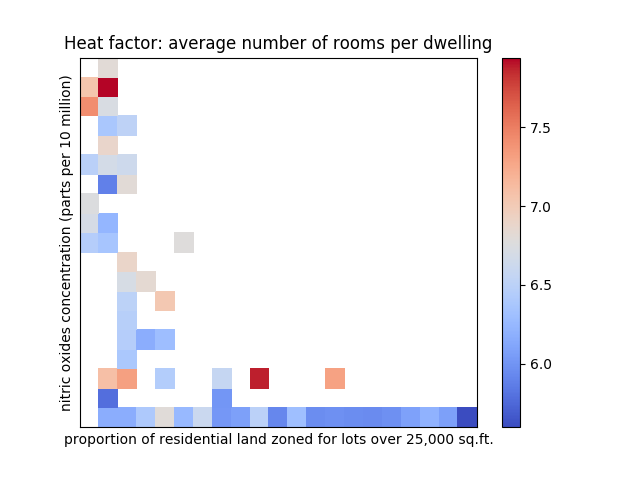 Heat factor: average number of rooms per dwelling
nitric oxides concentration (parts per 10 million)
7.5
7.0
6.5
6.0
proportion of residential land zoned for lots over 25,000 sq.ft.